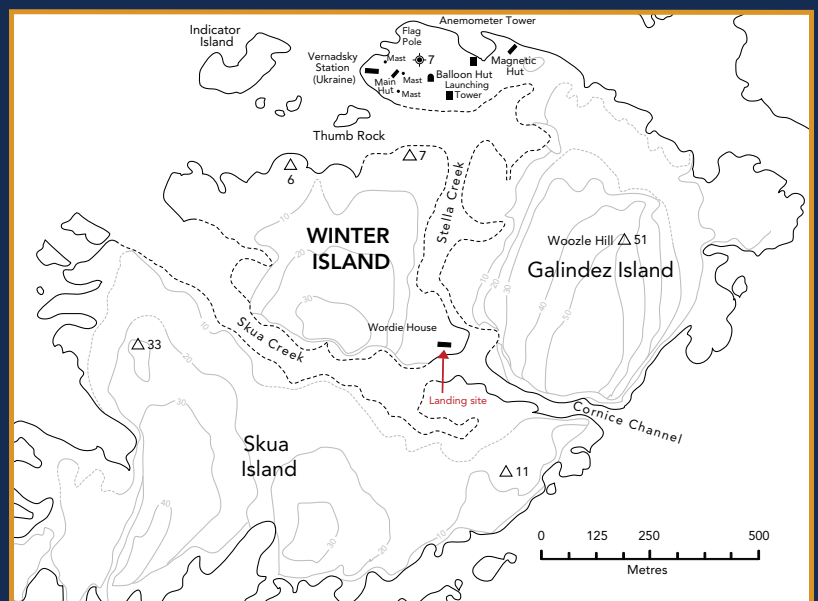 Anemometer Tower
Indicator
Island
Flag
Pole
Vernadsky
Station
(Ukraine)
Mast
7
Magnetic
Hut
Main
Hut
Mast
Balloon Hut
Launching
Tower
Mast
Thumb Rock
7
6
Stella Creek
10
WINTER
ISLAND
20
30
Woozle Hill
51
Galindez Island
10
20
30
40
50
Wordie House
Skua Creek
10
33
20
Landing site
Cornice Channel
30
Skua
Island
11
40
30
20
10
0
125
250
500
Metres